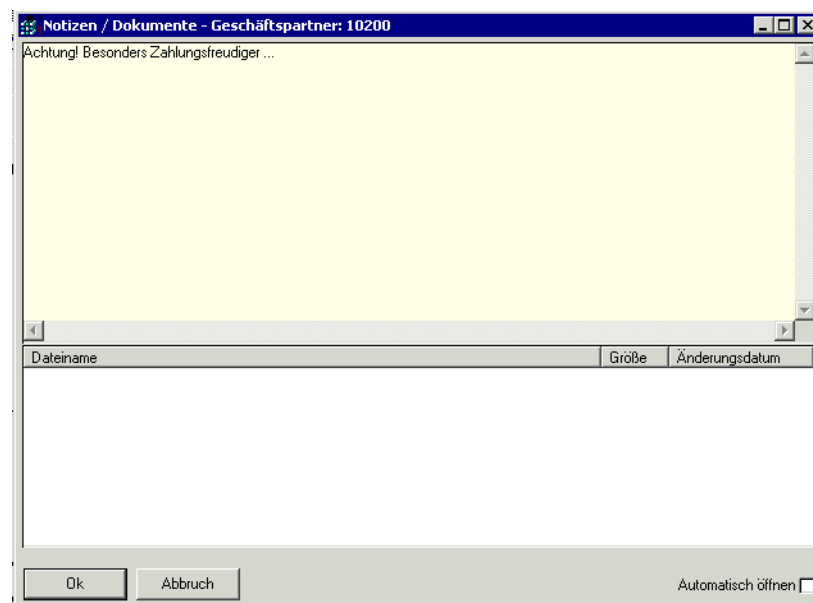 Notizen / Dokumente - Geschäftspartner: 10200
Achtung! Besonders Zahlungsfreudiger ...
Dateiname Größe Änderungsdatum
Ok Abbruch Automatisch öffnen